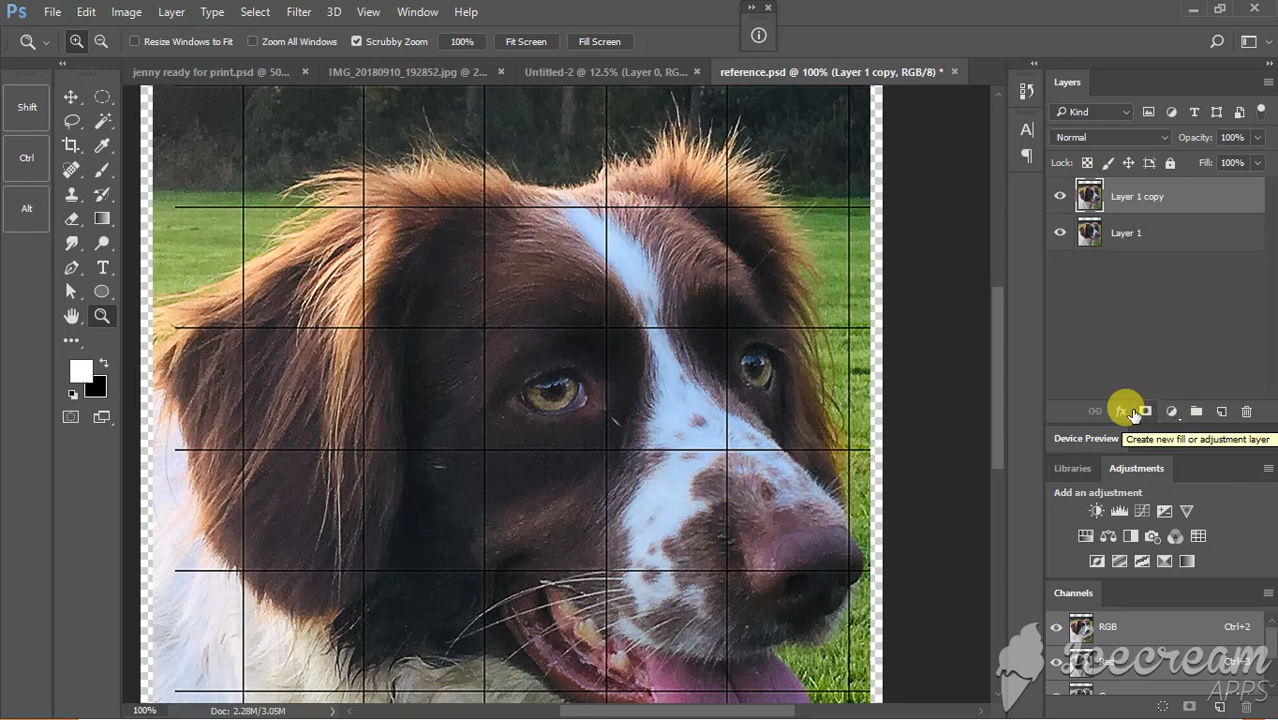 Ps File Edit Image Layer Type Select Filter 3D View Window Help
Resize Windows to Fit Zoom All Windows Scrubby Zoom 100% Fit Screen Fill Screen
jenny ready for print.psd @ 50... × IMG_20180910_192852.jpg @ 2... × Untitled-2 @ 12.5% (Layer 0, RG... × reference.psd @ 100% (Layer 1 copy, RGB/8) * ×
Shift
Ctrl
Alt
Layers
Kind
Normal Opacity: 100%
Lock: Fill: 100%
Layer 1 copy
Layer 1
fx
Device Preview
Create new fill or adjustment layer
Libraries Adjustments
Add an adjustment
Channels
RGB Ctrl+2
Red Ctrl+3
Icecream
APPS
100% Doc: 2.28M/3.05M